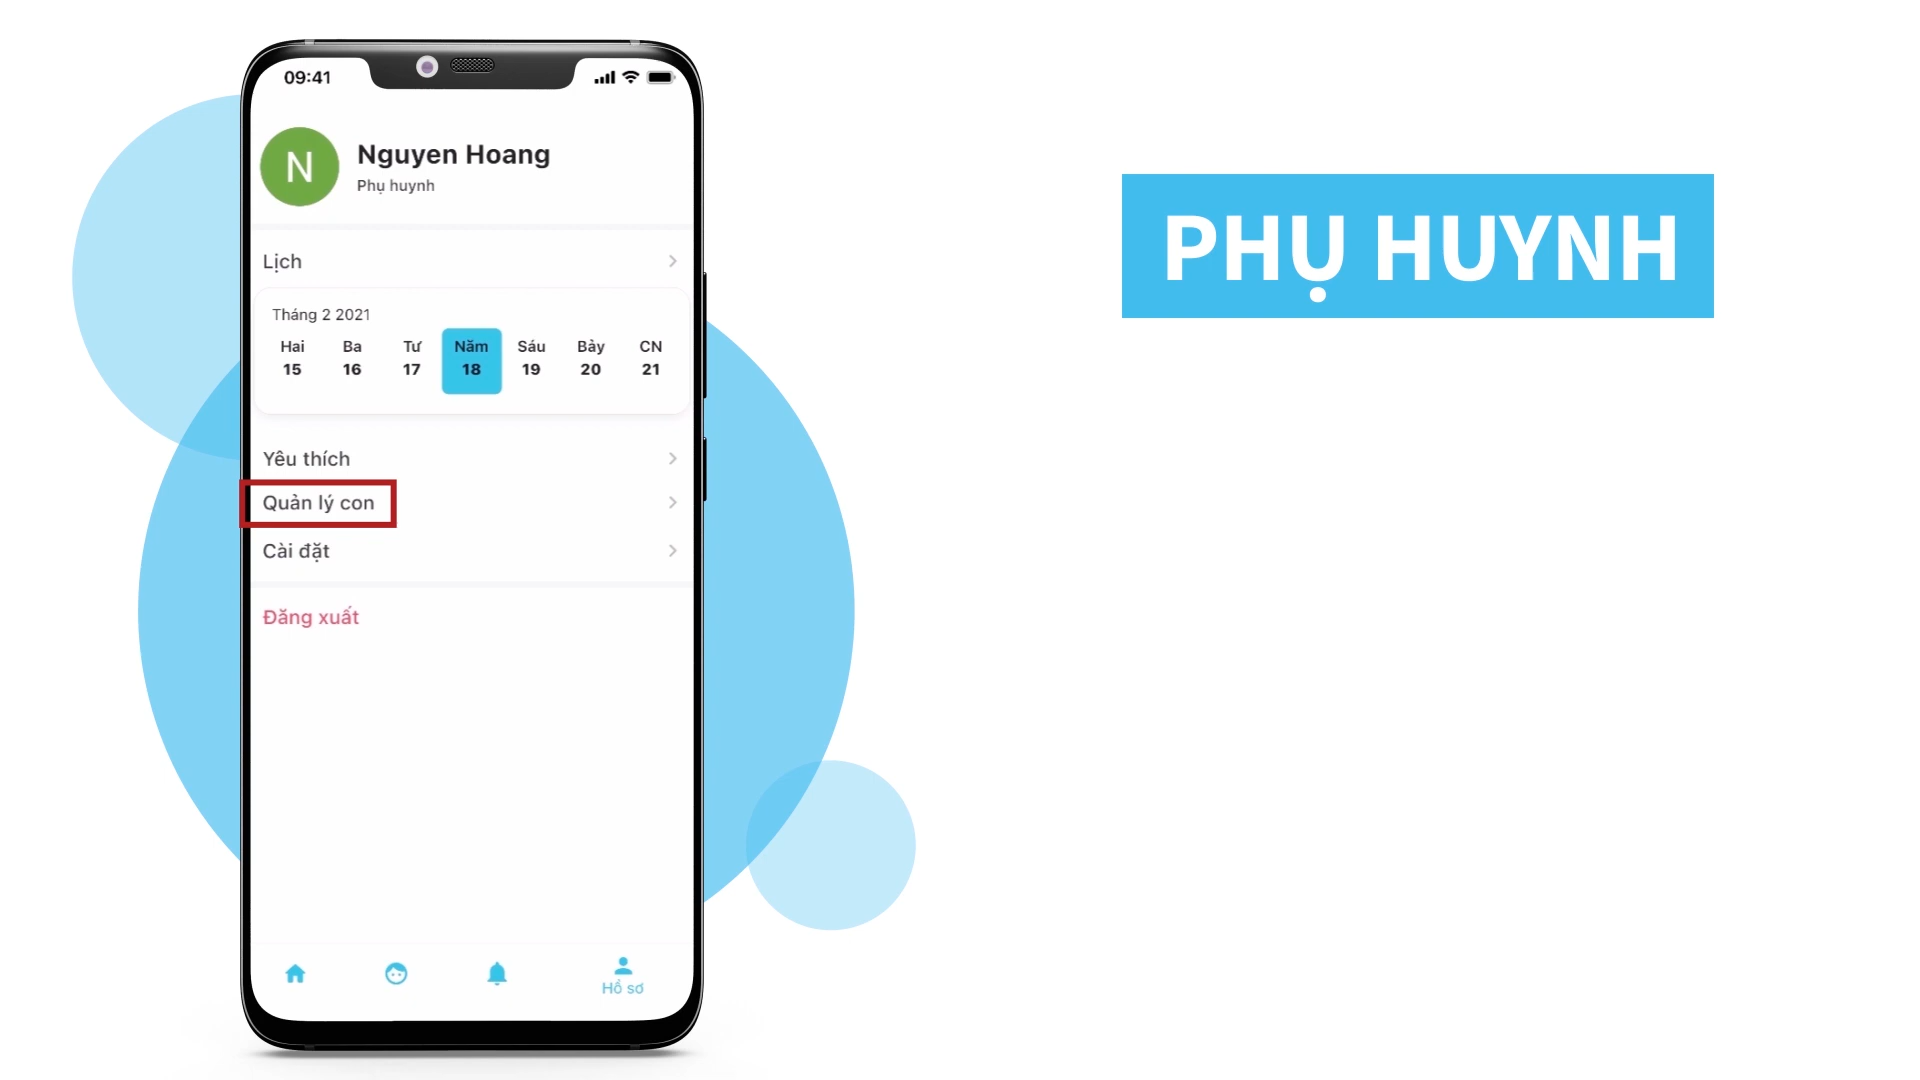 09:41
N
Nguyen Hoang
Phụ huynh
Lịch
Tháng 2 2021
Hai Ba Tư Năm Sáu Bảy CN
15 16 17 18 19 20 21
Yêu thích
Quản lý con
Cài đặt
Đăng xuất
Hồ sơ
PHỤ HUYNH